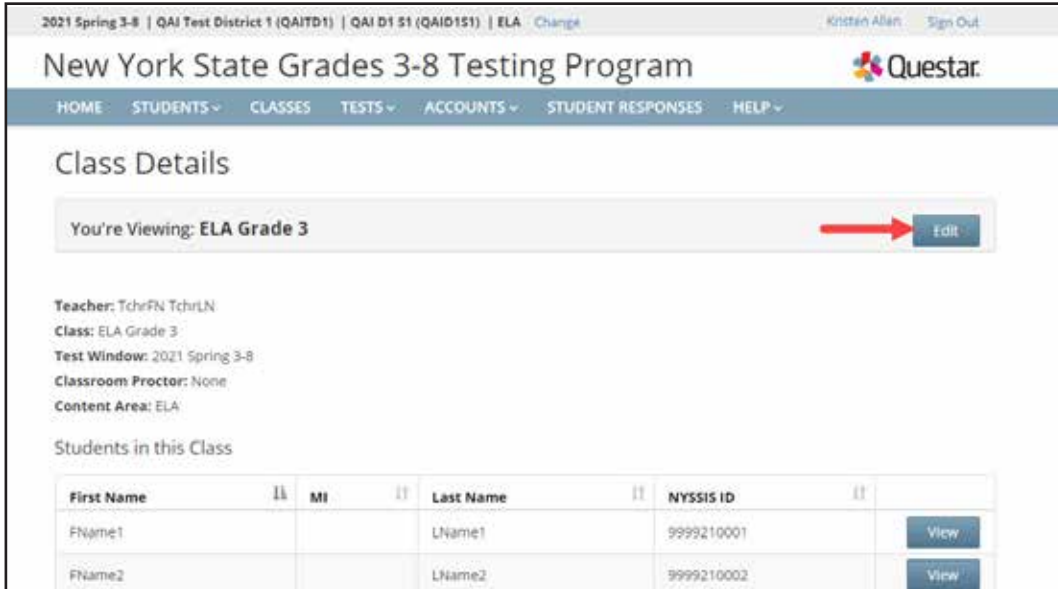 2021 Spring 3-8 | QAI Test District 1 (QAITD1) | QAI D1 S1 (QAID1S1) | ELA Change Kristen Allen Sign Out
New York State Grades 3-8 Testing Program Questar
HOME STUDENTS CLASSES TESTS ACCOUNTS STUDENT RESPONSES HELP
Class Details
You're Viewing: ELA Grade 3 Edit
Teacher: TchrFN TchrLN
Class: ELA Grade 3
Test Window: 2021 Spring 3-8
Classroom Proctor: None
Content Area: ELA
Students in this Class
First Name MI Last Name NYSSIS ID
FName1 LName1 9999210001 View
FName2 LName2 9999210002 View